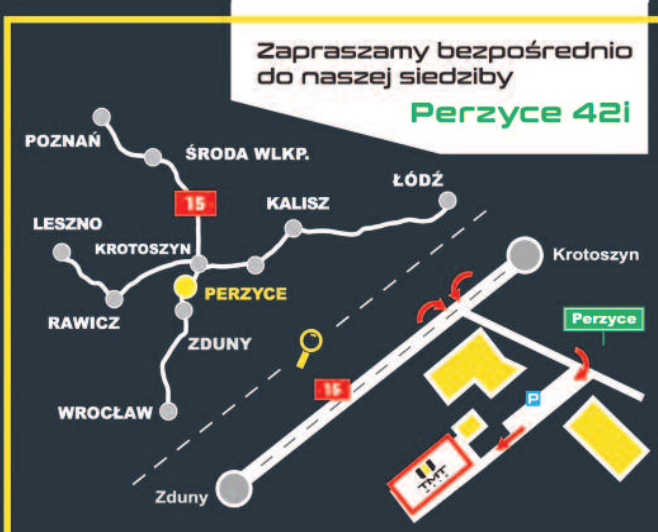 Zapraszamy bezpośrednio
do naszej siedziby
Perzyce 42i
POZNAŃ
ŚRODA WLKP.
15
ŁÓDŹ
KALISZ
LESZNO
KROTOSZYN
PERZYCE
RAWICZ
ZDUNY
WROCŁAW
Krotoszyn
Perzyce
15
P
TMT
Zduny